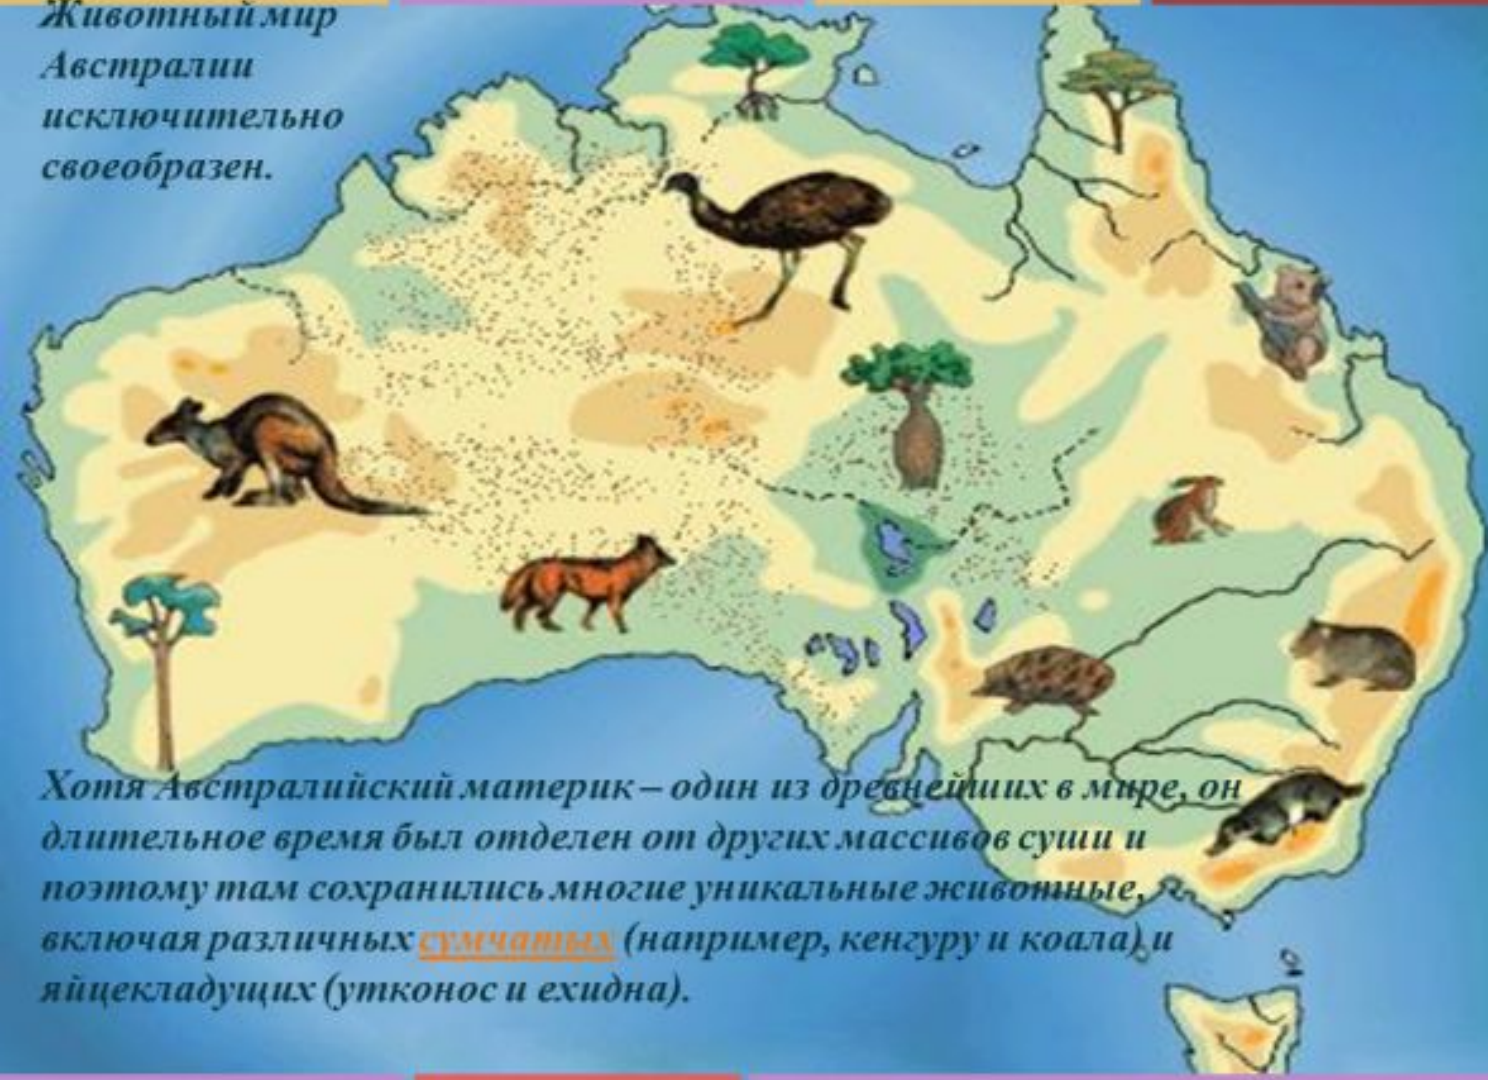 Животный мир
Австралии
исключительно
своеобразен.
Хотя Австралийский материк – один из древнейших в мире, он
длительное время был отделен от других массивов суши и
поэтому там сохранились многие уникальные животные,
включая различных сумчатых (например, кенгуру и коала) и
яйцекладущих (утконос и ехидна).